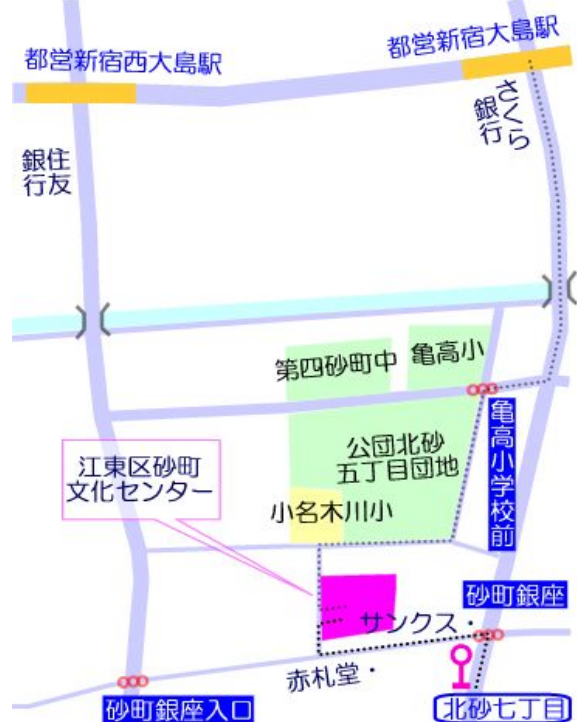 都営新宿大島駅
都営新宿西大島駅
さくら
銀行
住友
銀行
亀高小
第四砂町中
公団北砂
五丁目団地
亀高小学校前
江東区砂町
文化センター
小名木川小
砂町銀座
サンクス・
赤札堂・
砂町銀座入口
北砂七丁目